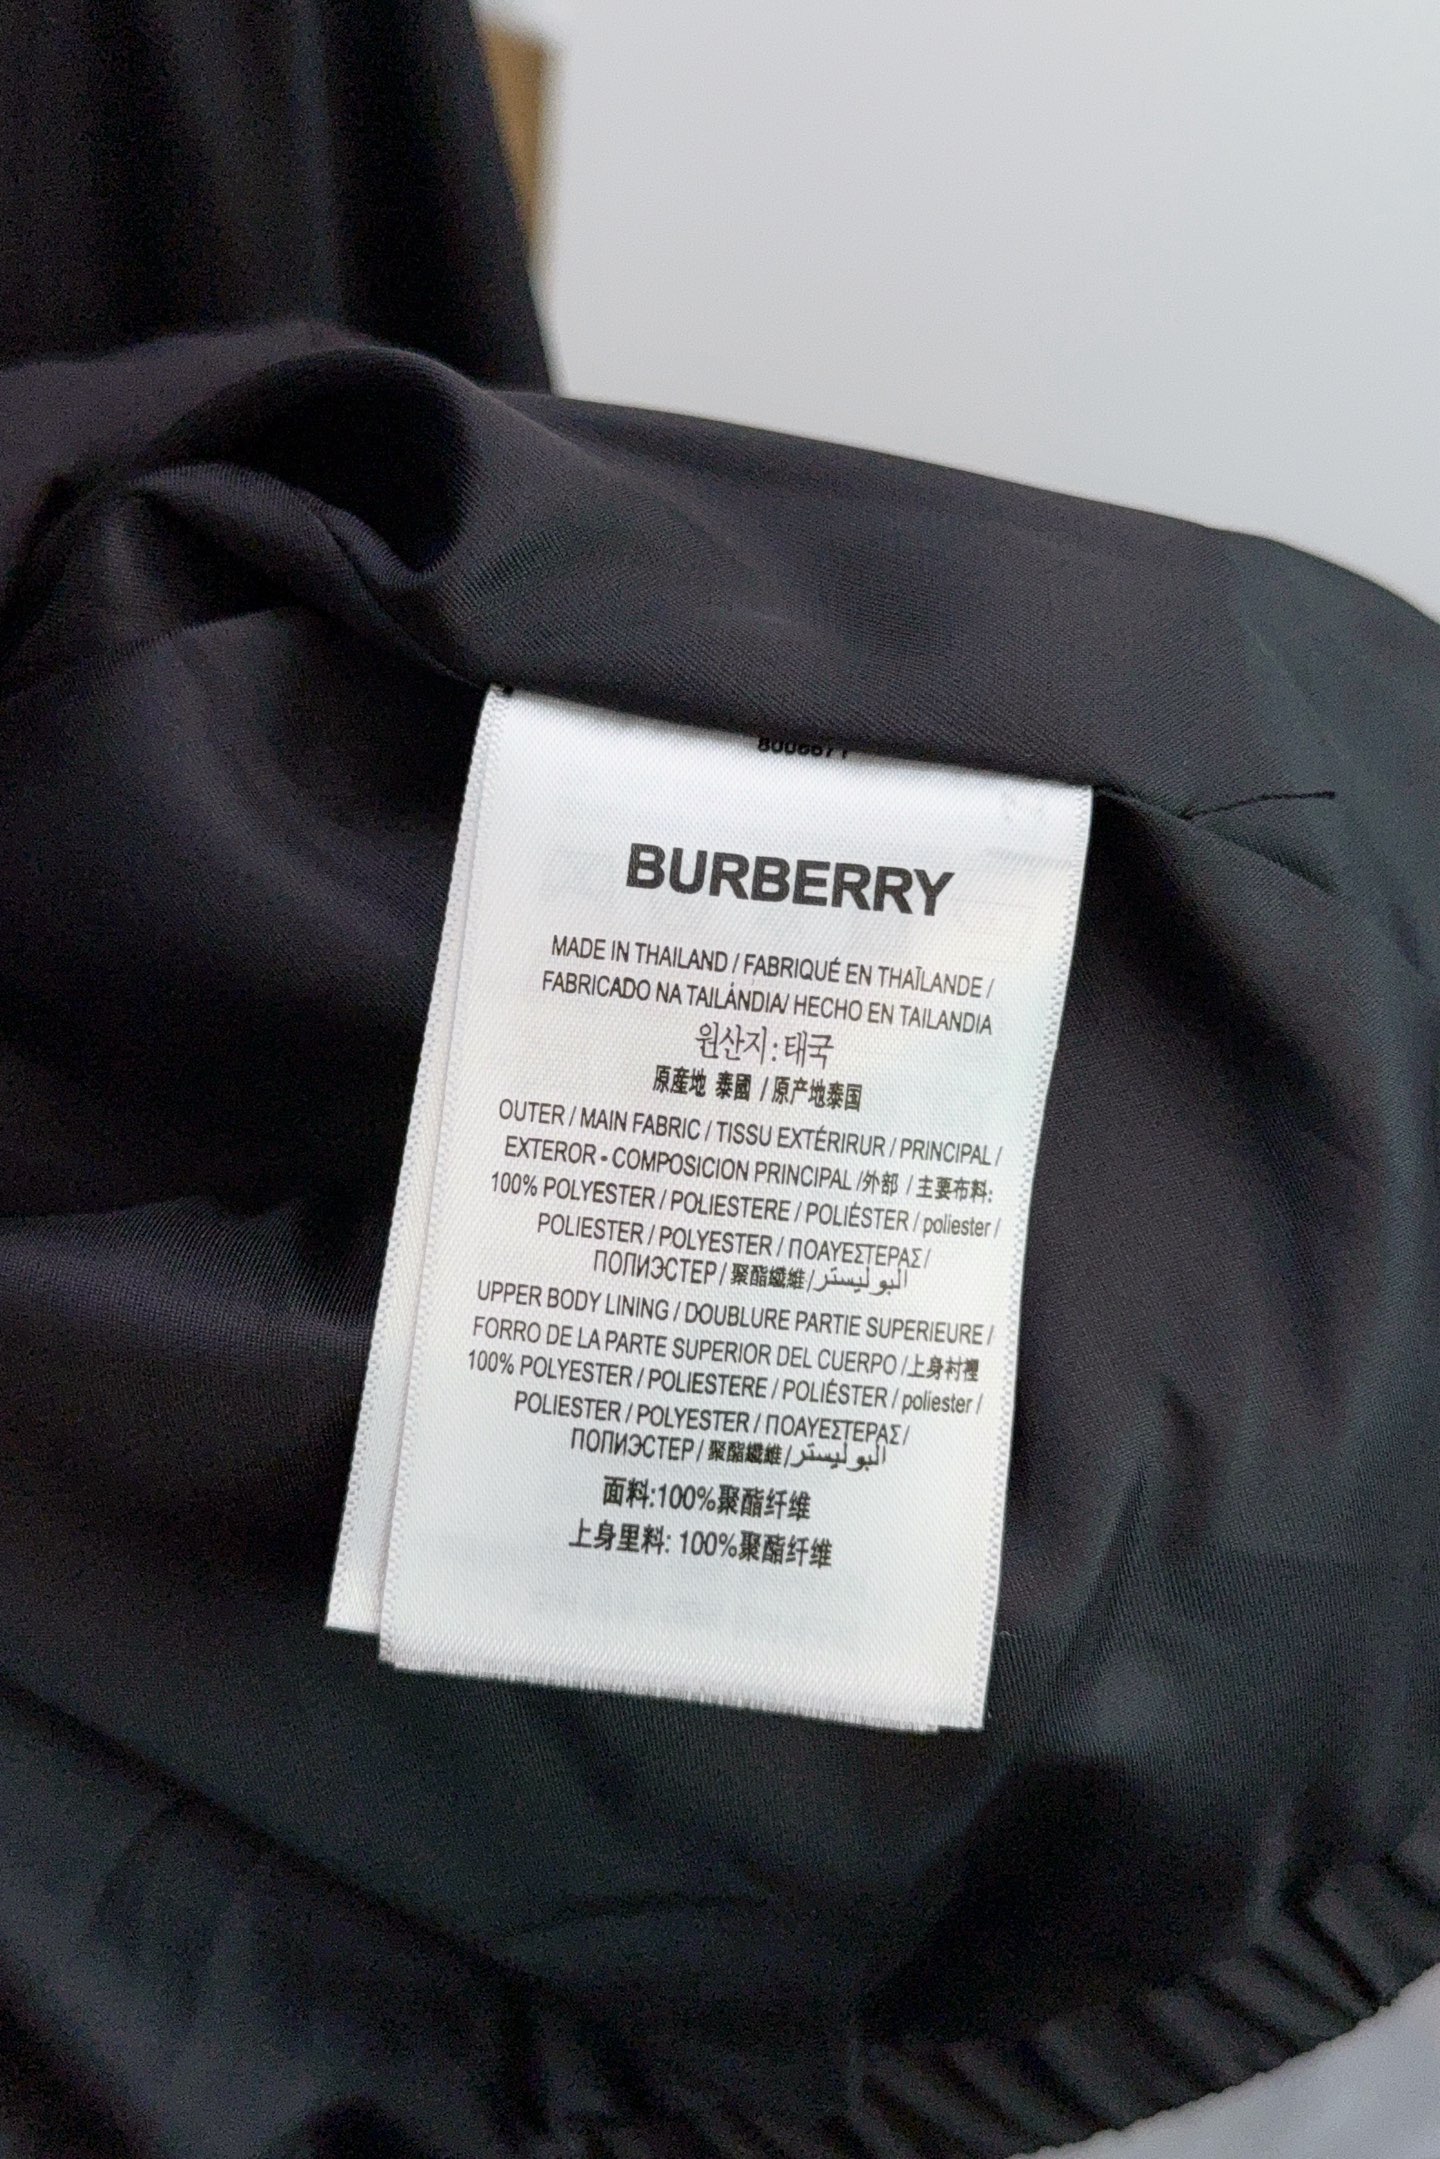 8006671
BURBERRY
MADE IN THAILAND / FABRIQUÉ EN THAÏLANDE /
FABRICADO NA TAILÁNDIA/ HECHO EN TAILANDIA
원산지: 태국
原産地 泰國 / 原产地泰国
OUTER / MAIN FABRIC / TISSU EXTÉRIRUR / PRINCIPAL /
EXTEROR - COMPOSICION PRINCIPAL /外部 / 主要布料:
100% POLYESTER / POLIESTERE / POLIÉSTER / poliester /
POLIESTER / POLYESTER / ΠΟΛΥΕΣΤΕΡΑΣ /
ПОПИЭСТЕР / 聚酯纖維 / البوليستر
UPPER BODY LINING / DOUBLURE PARTIE SUPERIEURE /
FORRO DE LA PARTE SUPERIOR DEL CUERPO /上身衬裡
100% POLYESTER / POLIESTERE / POLIÉSTER / poliester /
POLIESTER / POLYESTER / ΠΟΛΥΕΣΤΕΡΑΣ /
ПОПИЭСТЕР / 聚酯纖維 / البوليستر
面料:100%聚酯纤维
上身里料: 100%聚酯纤维